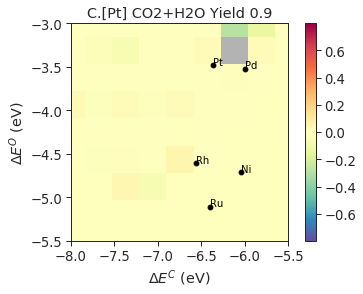 C.[Pt] CO2+H2O Yield 0.9
−3.0
−3.5
−4.0
−4.5
−5.0
−5.5
ΔE^O (eV)
Pt
Pd
Rh
Ni
Ru
−8.0 −7.5 −7.0 −6.5 −6.0 −5.5
ΔE^C (eV)
0.8
0.6
0.4
0.2
0.0
−0.2
−0.4
−0.6